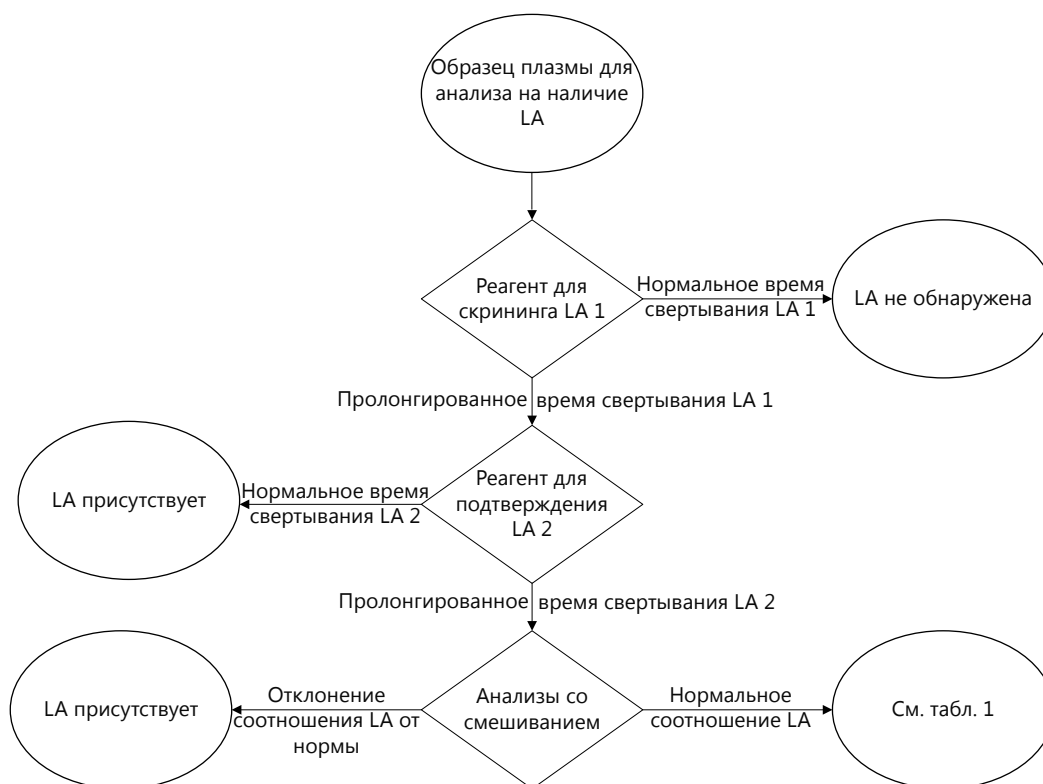 Образец плазмы для
анализа на наличие
LA
Реагент для
скрининга LA 1
Нормальное время
свертывания LA 1
LA не обнаружена
Пролонгированное время свертывания LA 1
LA присутствует
Нормальное время
свертывания LA 2
Реагент для
подтверждения
LA 2
Пролонгированное время свертывания LA 2
LA присутствует
Отклонение
соотношения LA от
нормы
Анализы со
смешиванием
Нормальное
соотношение LA
См. табл. 1